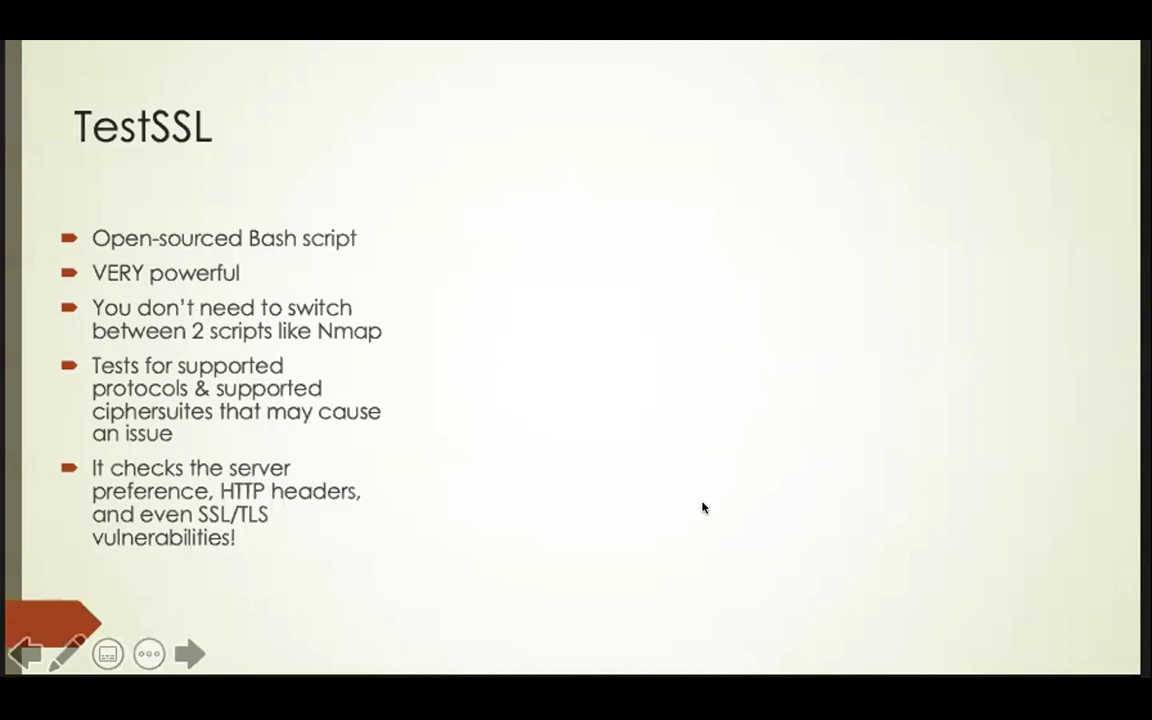 TestSSL
Open-sourced Bash script
VERY powerful
You don't need to switch
between 2 scripts like Nmap
Tests for supported
protocols & supported
ciphersuites that may cause
an issue
It checks the server
preference, HTTP headers,
and even SSL/TLS
vulnerabilities!